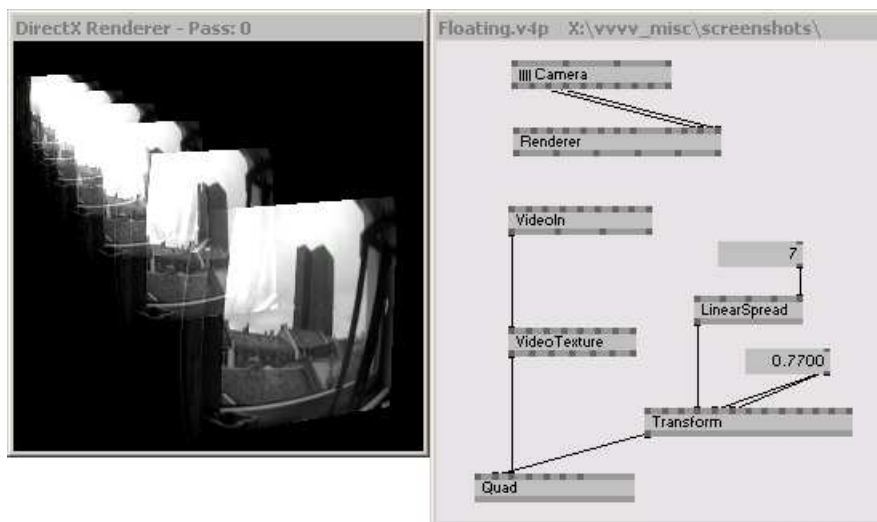 DirectX Renderer - Pass: 0
Floating.v4p X:\vvvv_misc\screenshots\
Camera
Renderer
VideoIn
7
LinearSpread
VideoTexture
0.7700
Transform
Quad